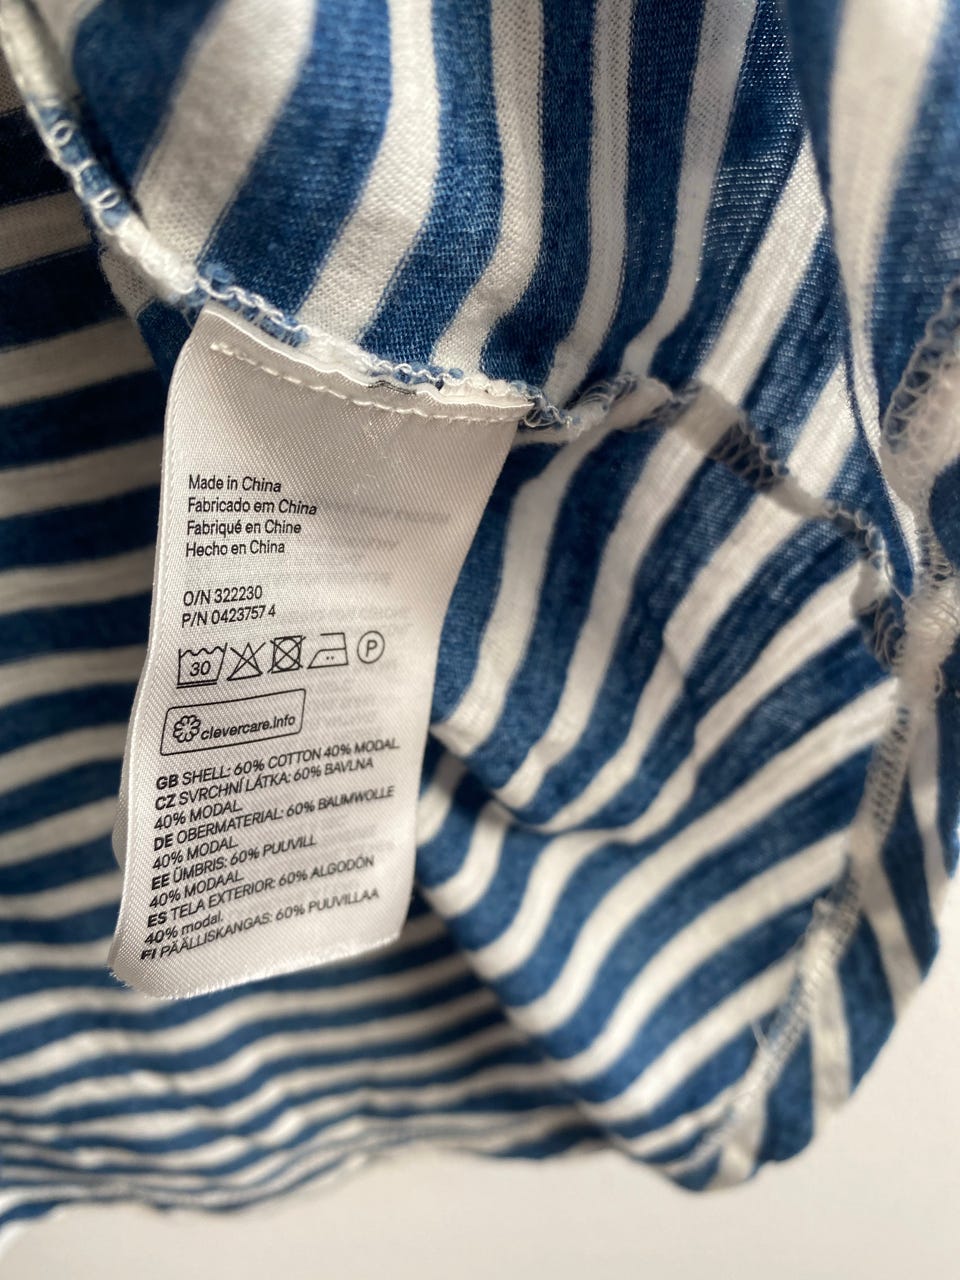 Made in China
Fabricado em China
Fabriqué en Chine
Hecho en China
O/N 322230
P/N 0423757 4
30 P
clevercare.info
GB SHELL: 60% COTTON 40% MODAL
CZ SVRCHNÍ LÁTKA: 60% BAVLNA
40% MODAL
DE OBERMATERIAL: 60% BAUMWOLLE
40% MODAL
EE ÜMBRIS: 60% PUUVILL
40% MODAAL
ES TELA EXTERIOR: 60% ALGODÓN
40% modal.
FI PÄÄLLISKANGAS: 60% PUUVILLAA